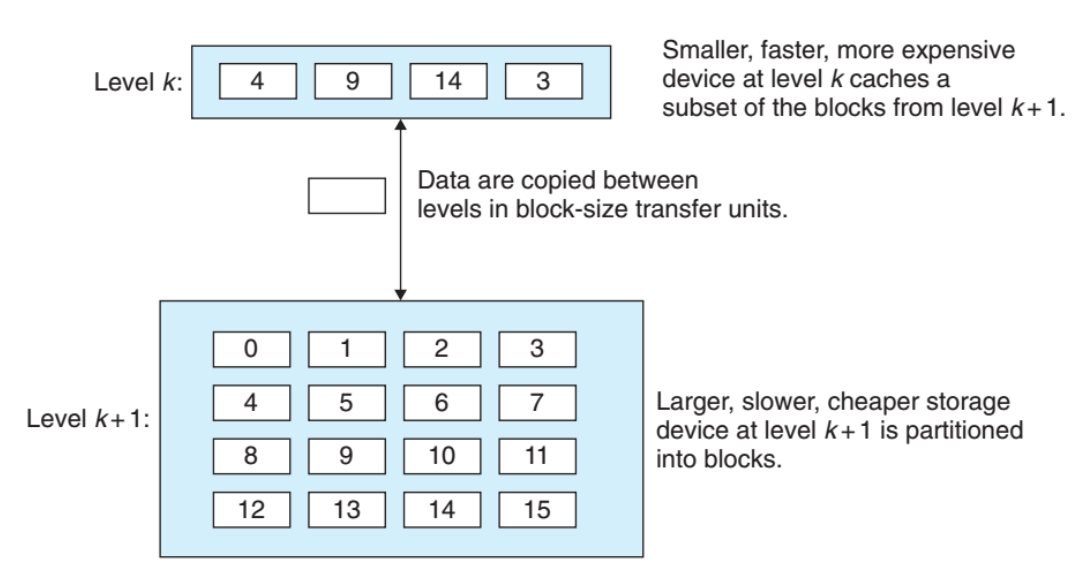 Level k:
4 9 14 3
Smaller, faster, more expensive
device at level k caches a
subset of the blocks from level k+1.
Data are copied between
levels in block-size transfer units.
Level k+1:
0 1 2 3
4 5 6 7
8 9 10 11
12 13 14 15
Larger, slower, cheaper storage
device at level k+1 is partitioned
into blocks.